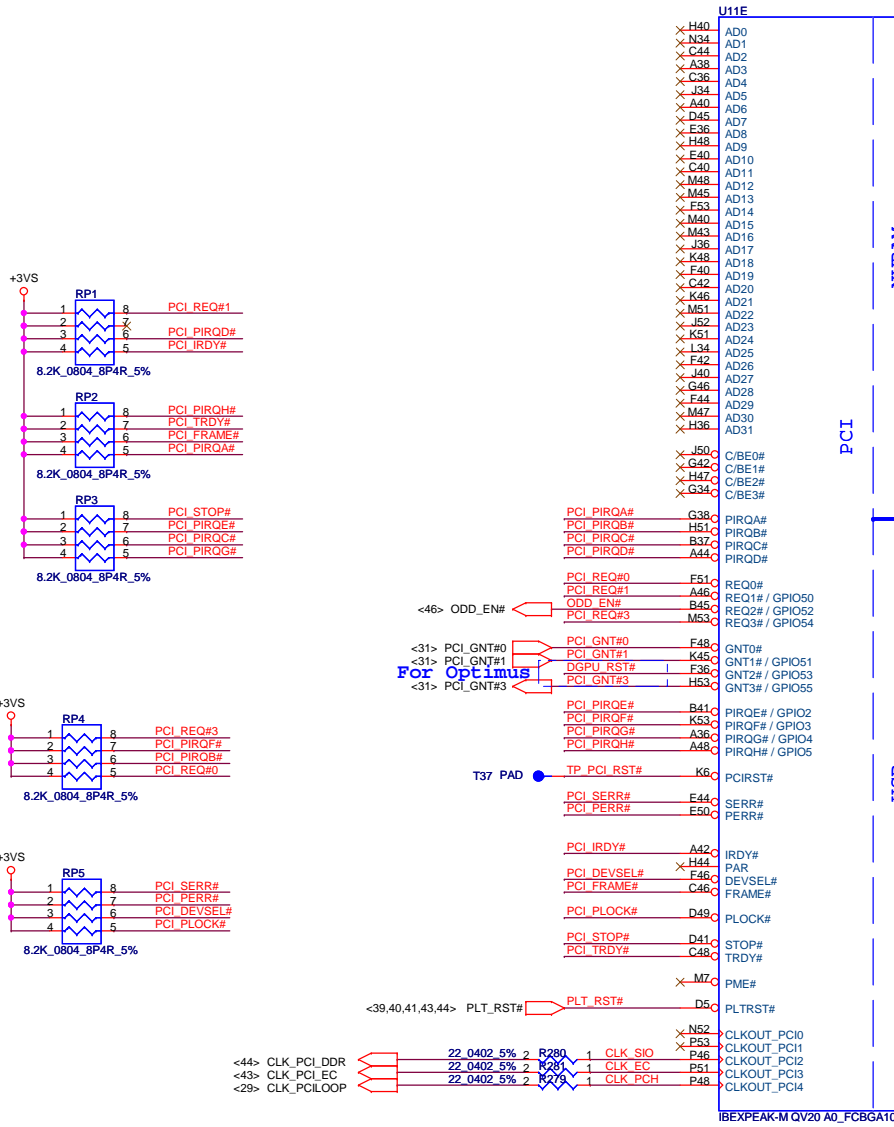 U11E
H40 AD0
N34 AD1
C44 AD2
A38 AD3
C36 AD4
J34 AD5
A40 AD6
D45 AD7
E36 AD8
H48 AD9
E40 AD10
C40 AD11
M48 AD12
M45 AD13
F53 AD14
M40 AD15
M43 AD16
J36 AD17
K48 AD18
F40 AD19
C42 AD20
K46 AD21
M51 AD22
J52 AD23
K51 AD24
L34 AD25
F42 AD26
J40 AD27
G46 AD28
F44 AD29
M47 AD30
H36 AD31
PCI
J50 C/BE0#
G42 C/BE1#
H47 C/BE2#
G34 C/BE3#
PCI_PIRQA# G38 PIRQA#
PCI_PIRQB# H51 PIRQB#
PCI_PIRQC# B37 PIRQC#
PCI_PIRQD# A44 PIRQD#
PCI_REQ#0 F51 REQ0#
PCI_REQ#1 A46 REQ1# / GPIO50
<46> ODD_EN# ODD_EN# B45 REQ2# / GPIO52
PCI_REQ#3 M53 REQ3# / GPIO54
<31> PCI_GNT#0 PCI_GNT#0 F48 GNT0#
<31> PCI_GNT#1 PCI_GNT#1 K45 GNT1# / GPIO51
For Optimus DGPU_RST# F36 GNT2# / GPIO53
<31> PCI_GNT#3 PCI_GNT#3 H53 GNT3# / GPIO55
PCI_PIRQE# B41 PIRQE# / GPIO2
PCI_PIRQF# K53 PIRQF# / GPIO3
PCI_PIRQG# A36 PIRQG# / GPIO4
PCI_PIRQH# A48 PIRQH# / GPIO5
T37 PAD TP_PCI_RST# K6 PCIRST#
PCI_SERR# E44 SERR#
PCI_PERR# E50 PERR#
PCI_IRDY# A42 IRDY#
H44 PAR
PCI_DEVSEL# F46 DEVSEL#
PCI_FRAME# C46 FRAME#
PCI_PLOCK# D49 PLOCK#
PCI_STOP# D41 STOP#
PCI_TRDY# C48 TRDY#
M7 PME#
<39,40,41,43,44> PLT_RST# PLT_RST# D5 PLTRST#
N52 CLKOUT_PCI0
P53 CLKOUT_PCI1
<44> CLK_PCI_DDR 22_0402_5% 2 R280 1 CLK_SIO P46 CLKOUT_PCI2
<43> CLK_PCI_EC 22_0402_5% 2 R281 1 CLK_EC P51 CLKOUT_PCI3
<29> CLK_PCILOOP 22_0402_5% 2 R279 1 CLK_PCH P48 CLKOUT_PCI4
IBEXPEAK-M QV20 A0_FCBGA10
+3VS
RP1
1 8 PCI_REQ#1
2 7
3 6 PCI_PIRQD#
4 5 PCI_IRDY#
8.2K_0804_8P4R_5%
RP2
1 8 PCI_PIRQH#
2 7 PCI_TRDY#
3 6 PCI_FRAME#
4 5 PCI_PIRQA#
8.2K_0804_8P4R_5%
RP3
1 8 PCI_STOP#
2 7 PCI_PIRQE#
3 6 PCI_PIRQC#
4 5 PCI_PIRQG#
8.2K_0804_8P4R_5%
+3VS
RP4
1 8 PCI_REQ#3
2 7 PCI_PIRQF#
3 6 PCI_PIRQB#
4 5 PCI_REQ#0
8.2K_0804_8P4R_5%
+3VS
RP5
1 8 PCI_SERR#
2 7 PCI_PERR#
3 6 PCI_DEVSEL#
4 5 PCI_PLOCK#
8.2K_0804_8P4R_5%